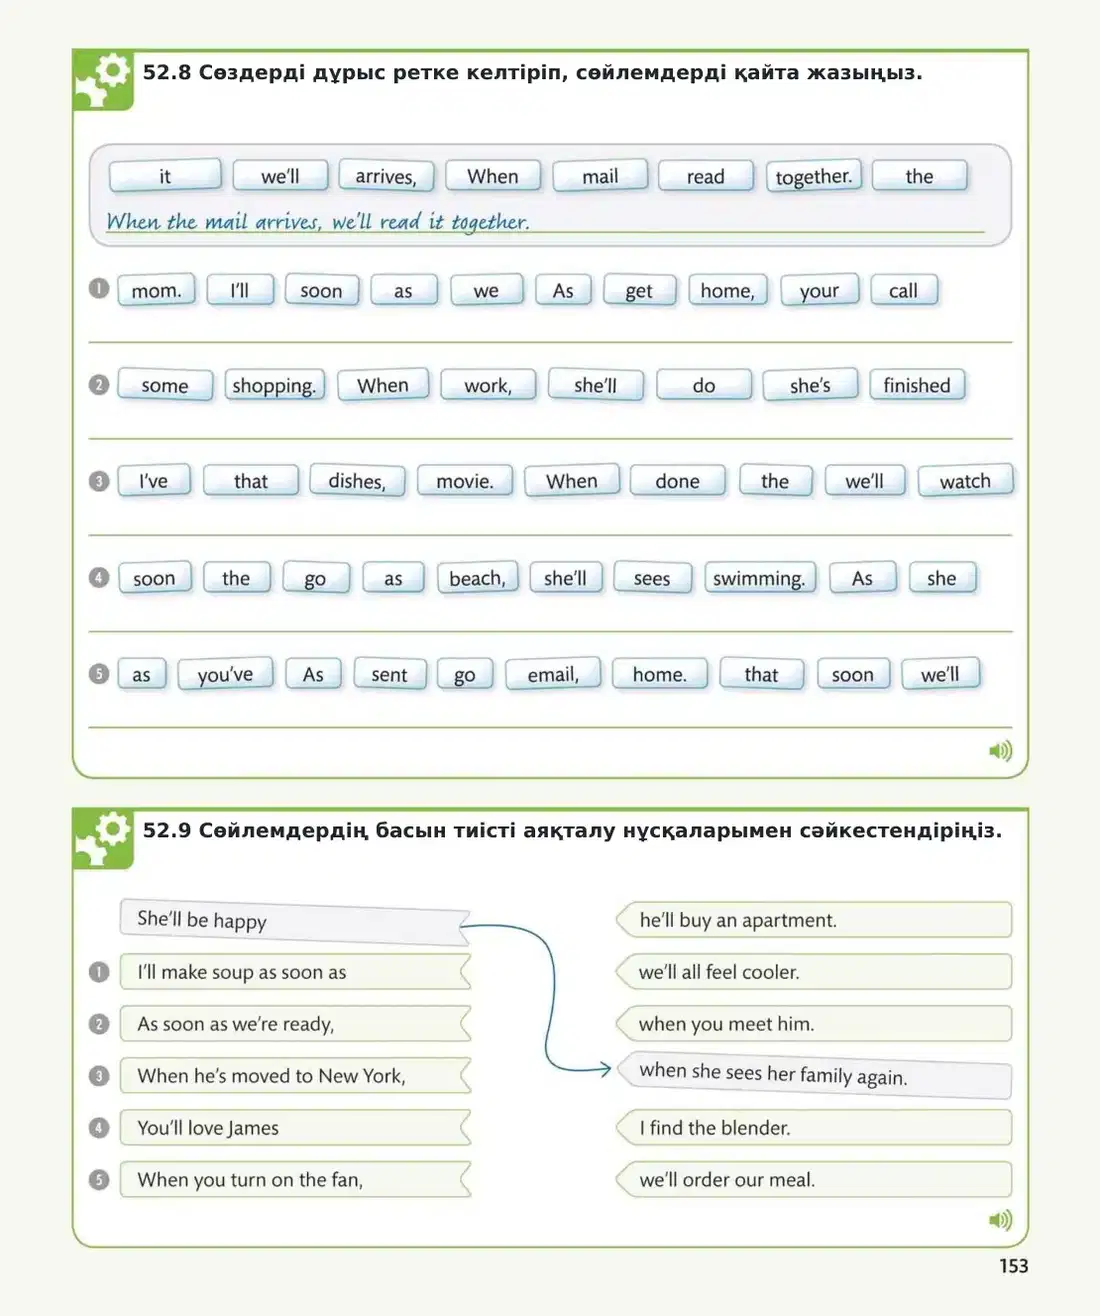 52.8 Сөздерді дұрыс ретке келтіріп, сөйлемдерді қайта жазыңыз.
it we'll arrives, When mail read together. the
When the mail arrives, we'll read it together.
1 mom. I'll soon as we As get home, your call
2 some shopping. When work, she'll do she's finished
3 I've that dishes, movie. When done the we'll watch
4 soon the go as beach, she'll sees swimming. As she
5 as you've As sent go email, home. that soon we'll
52.9 Сөйлемдердің басын тиісті аяқталу нұсқаларымен сәйкестендіріңіз.
She'll be happy he'll buy an apartment.
1 I'll make soup as soon as we'll all feel cooler.
2 As soon as we're ready, when you meet him.
3 When he's moved to New York, when she sees her family again.
4 You'll love James I find the blender.
5 When you turn on the fan, we'll order our meal.
153